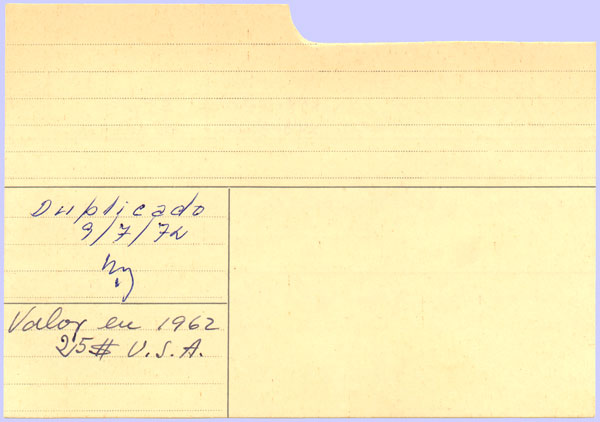 Duplicado
9/7/72
Valor en 1962
25$ U.S.A.